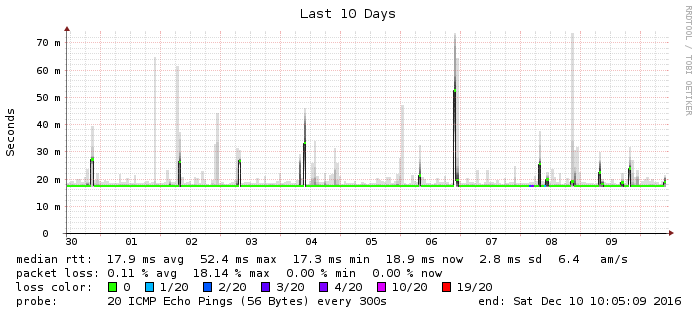 Last 10 Days
RRDTOOL / TOBI OETIKER
Seconds
70 m
60 m
50 m
40 m
30 m
20 m
10 m
0
30 01 02 03 04 05 06 07 08 09
median rtt: 17.9 ms avg 52.4 ms max 17.3 ms min 18.9 ms now 2.8 ms sd 6.4 am/s
packet loss: 0.11 % avg 18.14 % max 0.00 % min 0.00 % now
loss color: 0 1/20 2/20 3/20 4/20 10/20 19/20
probe: 20 ICMP Echo Pings (56 Bytes) every 300s end: Sat Dec 10 10:05:09 2016